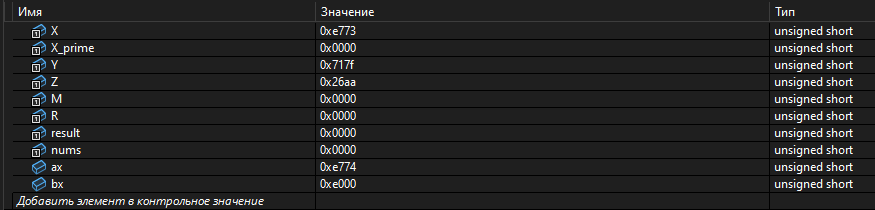 Имя Значение Тип
X 0xe773 unsigned short
X_prime 0x0000 unsigned short
Y 0x717f unsigned short
Z 0x26aa unsigned short
M 0x0000 unsigned short
R 0x0000 unsigned short
result 0x0000 unsigned short
nums 0x0000 unsigned short
ax 0xe774 unsigned short
bx 0xe000 unsigned short
Добавить элемент в контрольное значение